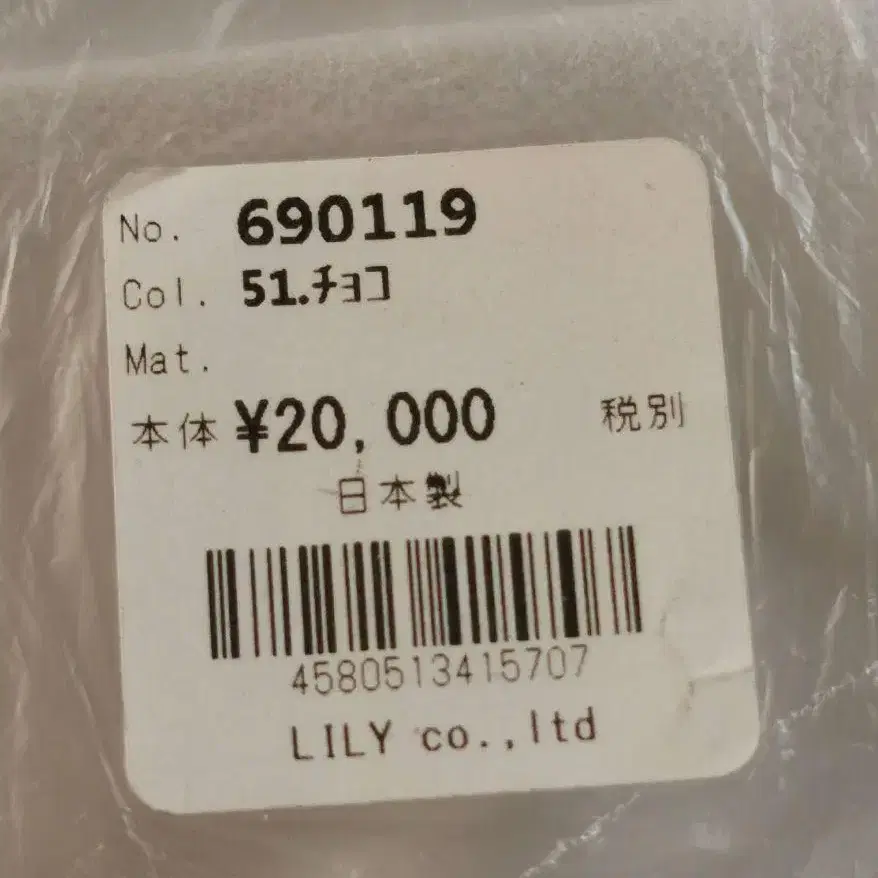 No. 690119
Col. 51.ﾁｮｺ
Mat.
本体 ¥20,000 税別
日本製
4580513415707
LILY co.,ltd